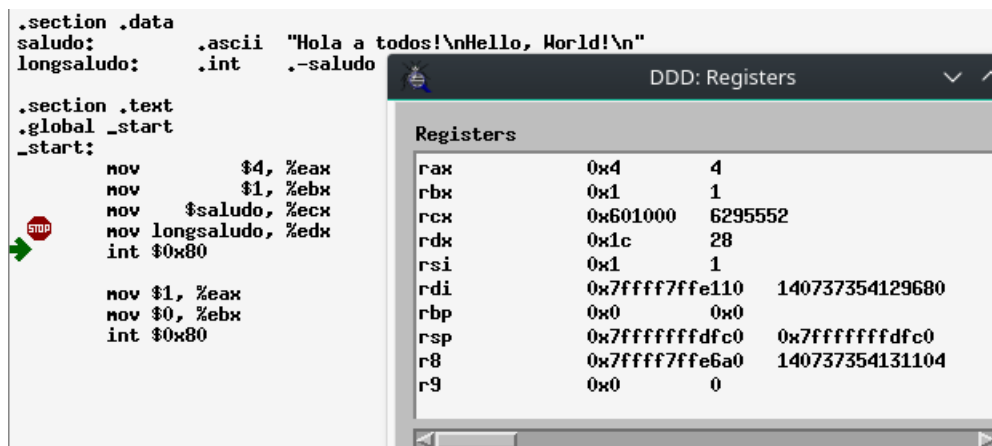 .section .data
saludo:         .ascii  "Hola a todos!\nHello, World!\n"
longsaludo:     .int    .-saludo
.section .text
.global _start
_start:
mov     $4, %eax
mov     $1, %ebx
mov     $saludo, %ecx
STOP
mov longsaludo, %edx
int $0x80
mov $1, %eax
mov $0, %ebx
int $0x80
DDD: Registers
Registers
rax     0x4     4
rbx     0x1     1
rcx     0x601000     6295552
rdx     0x1c     28
rsi     0x1     1
rdi     0x7ffff7ffe110     140737354129680
rbp     0x0     0x0
rsp     0x7fffffffdfc0     0x7fffffffdfc0
r8     0x7ffff7ffe6a0     140737354131104
r9     0x0     0